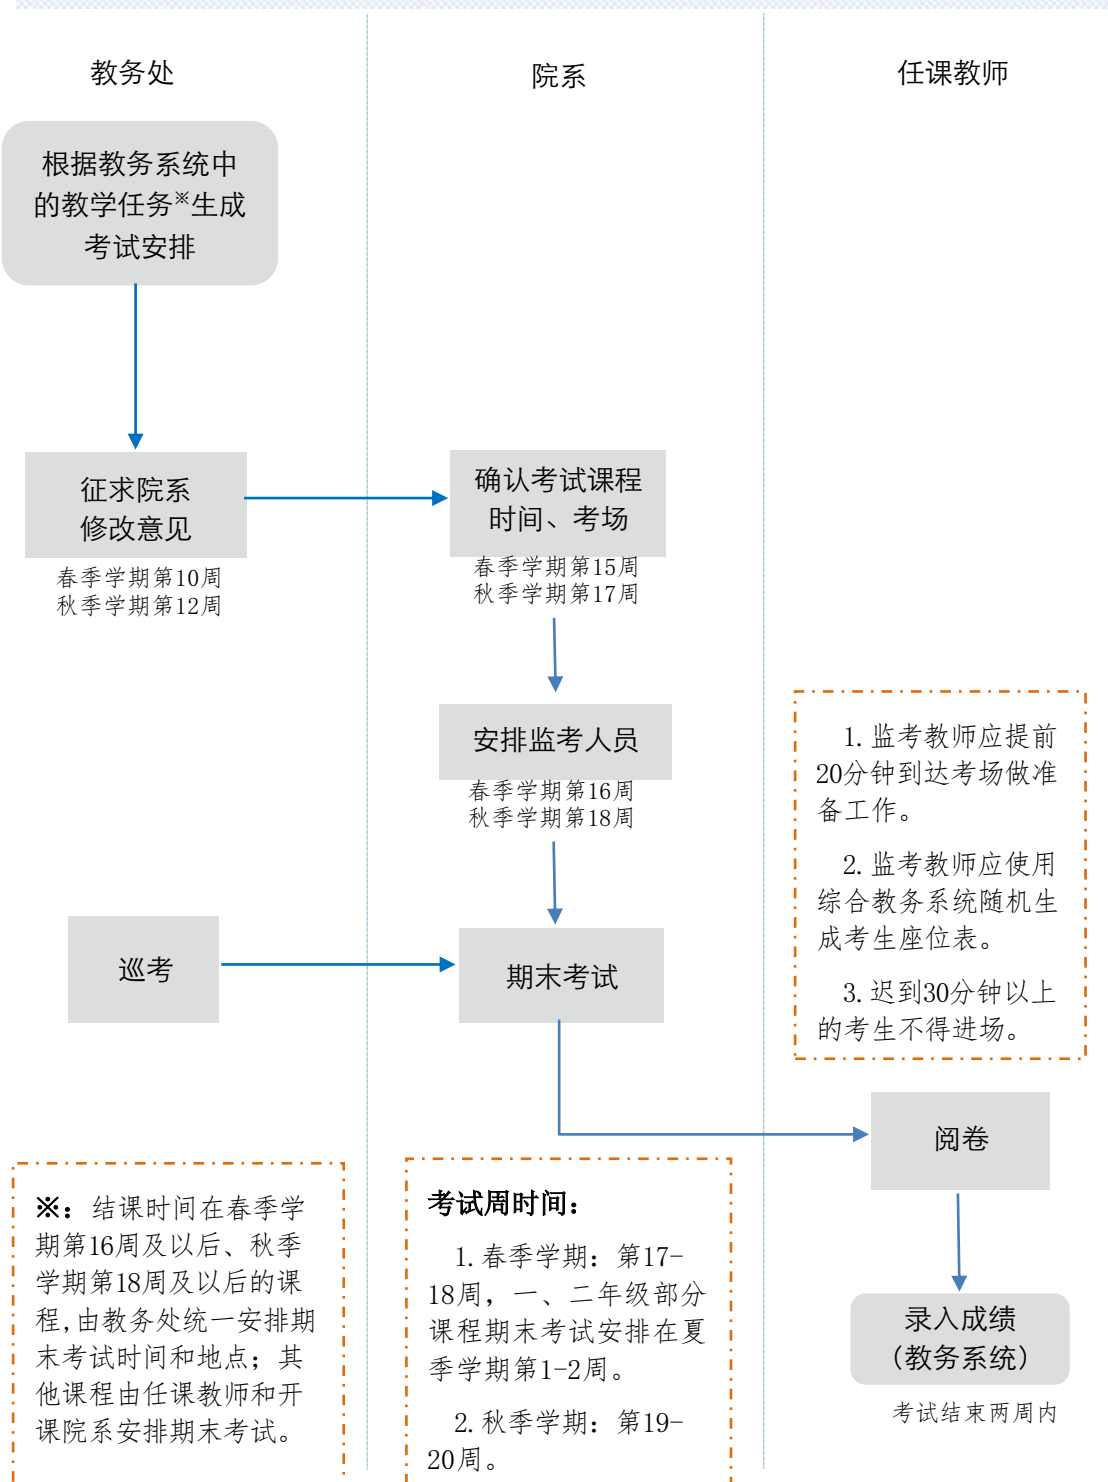 教务处
院系
任课教师
根据教务系统中
的教学任务※生成
考试安排
征求院系
修改意见
春季学期第10周
秋季学期第12周
确认考试课程
时间、考场
春季学期第15周
秋季学期第17周
安排监考人员
春季学期第16周
秋季学期第18周
巡考
期末考试
1.监考教师应提前
20分钟到达考场做准
备工作。
2.监考教师应使用
综合教务系统随机生
成考生座位表。
3.迟到30分钟以上
的考生不得进场。
阅卷
录入成绩
（教务系统）
考试结束两周内
※：结课时间在春季学
期第16周及以后、秋季
学期第18周及以后的课
程,由教务处统一安排期
末考试时间和地点；其
他课程由任课教师和开
课院系安排期末考试。
考试周时间：
1.春季学期：第17-
18周，一、二年级部分
课程期末考试安排在夏
季学期第1-2周。
2.秋季学期：第19-
20周。